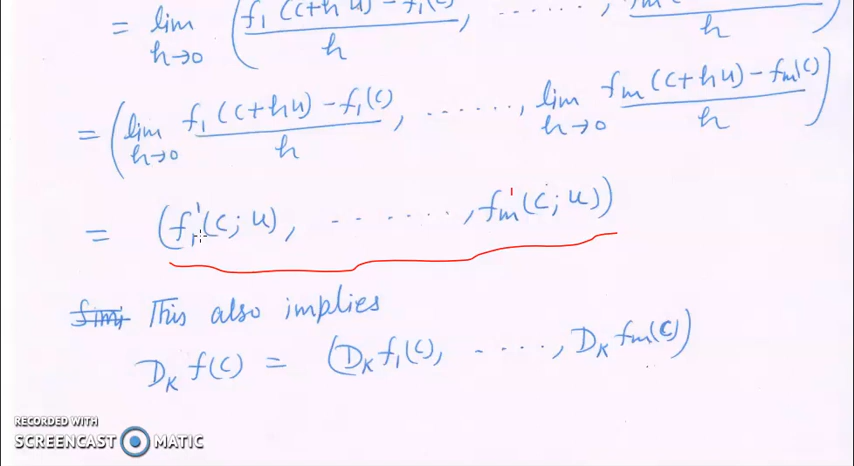 = lim h→0 (f₁(c+hu) − f₁(c) / h, ......, / h)
= (lim h→0 f₁(c+hu) − f₁(c) / h, ......, lim h→0 fₘ(c+hu) − fₘ(c) / h)
= (f₁'(c; u), ......., fₘ'(c; u))
This also implies
Dₖ f(c) = (Dₖ f₁(c), ....., Dₖ fₘ(c))
RECORDED WITH
SCREENCAST MATIC